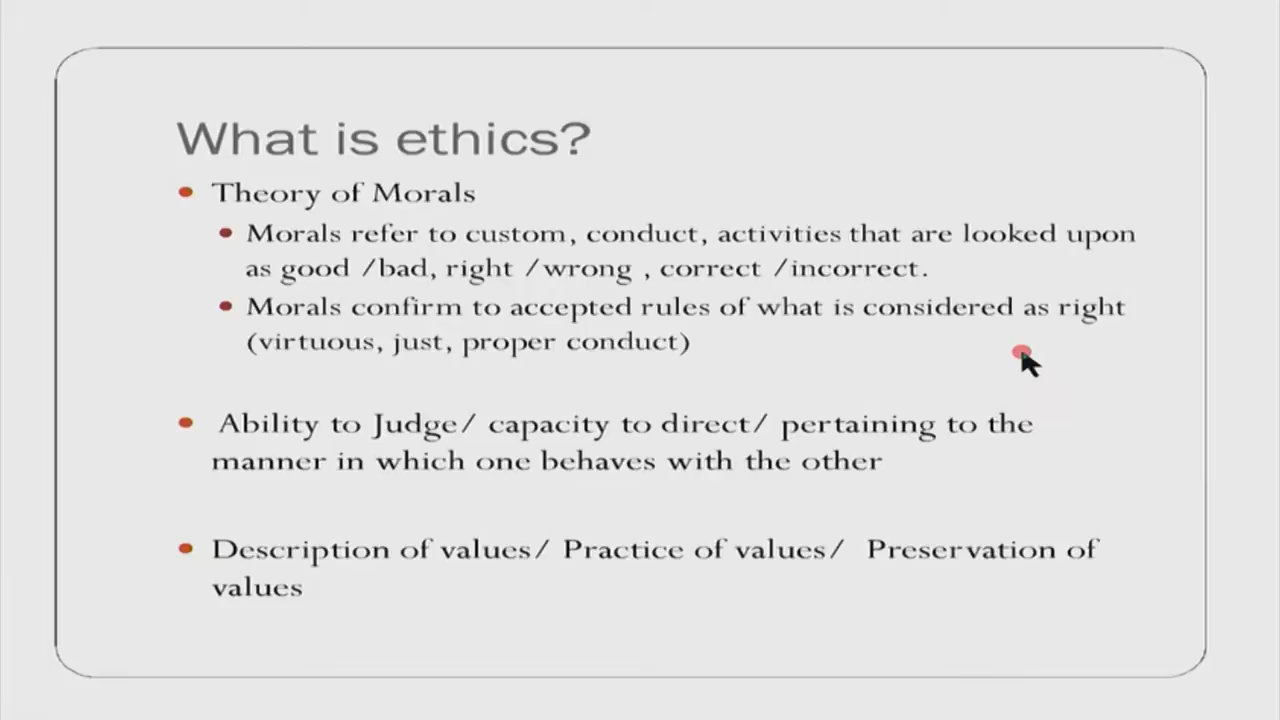 What is ethics?
Theory of Morals
Morals refer to custom, conduct, activities that are looked upon
as good /bad, right /wrong , correct /incorrect.
Morals confirm to accepted rules of what is considered as right
(virtuous, just, proper conduct)
Ability to Judge/ capacity to direct/ pertaining to the
manner in which one behaves with the other
Description of values/ Practice of values/ Preservation of
values